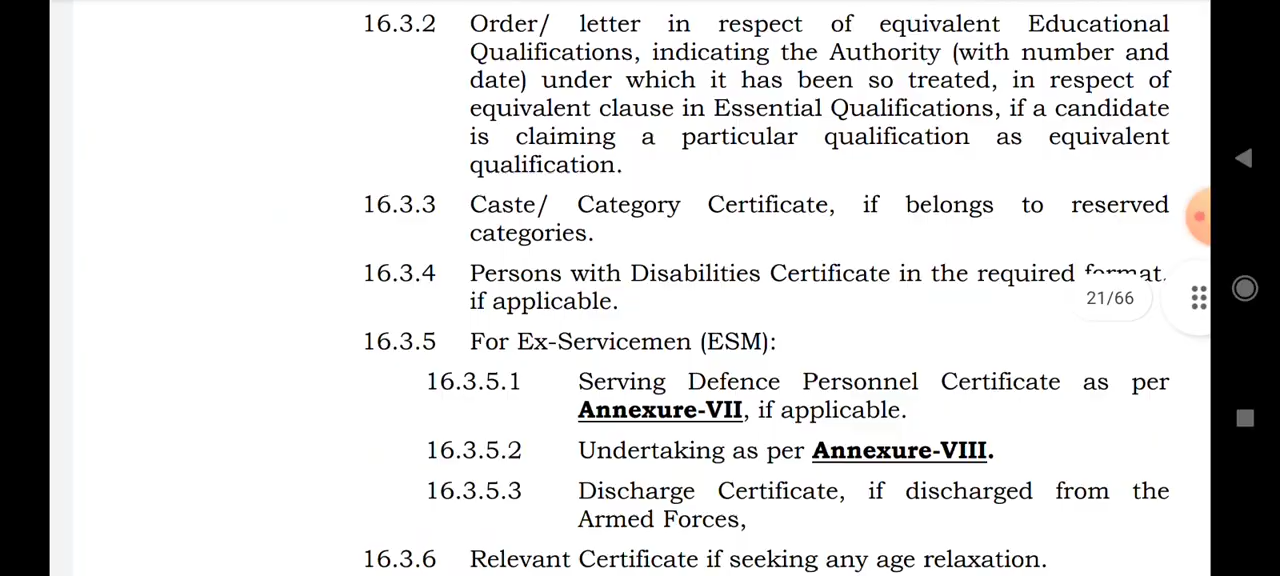 16.3.2 Order/ letter in respect of equivalent Educational
Qualifications, indicating the Authority (with number and
date) under which it has been so treated, in respect of
equivalent clause in Essential Qualifications, if a candidate
is claiming a particular qualification as equivalent
qualification.
16.3.3 Caste/ Category Certificate, if belongs to reserved
categories.
16.3.4 Persons with Disabilities Certificate in the required format,
if applicable.
21/66
16.3.5 For Ex-Servicemen (ESM):
16.3.5.1 Serving Defence Personnel Certificate as per
Annexure-VII, if applicable.
16.3.5.2 Undertaking as per Annexure-VIII.
16.3.5.3 Discharge Certificate, if discharged from the
Armed Forces,
16.3.6 Relevant Certificate if seeking any age relaxation.